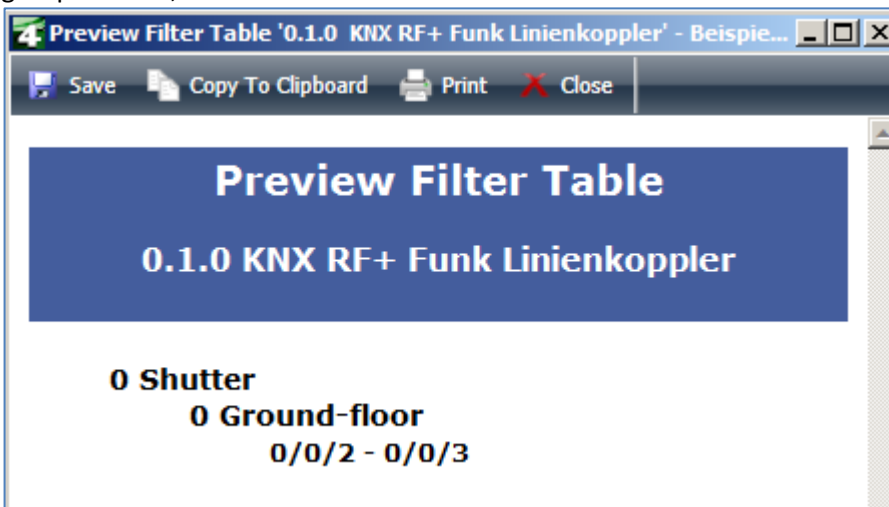 Preview Filter Table '0.1.0 KNX RF+ Funk Linienkoppler' - Beispie...
Save Copy To Clipboard Print Close
Preview Filter Table
0.1.0 KNX RF+ Funk Linienkoppler
0 Shutter
0 Ground-floor
0/0/2 - 0/0/3